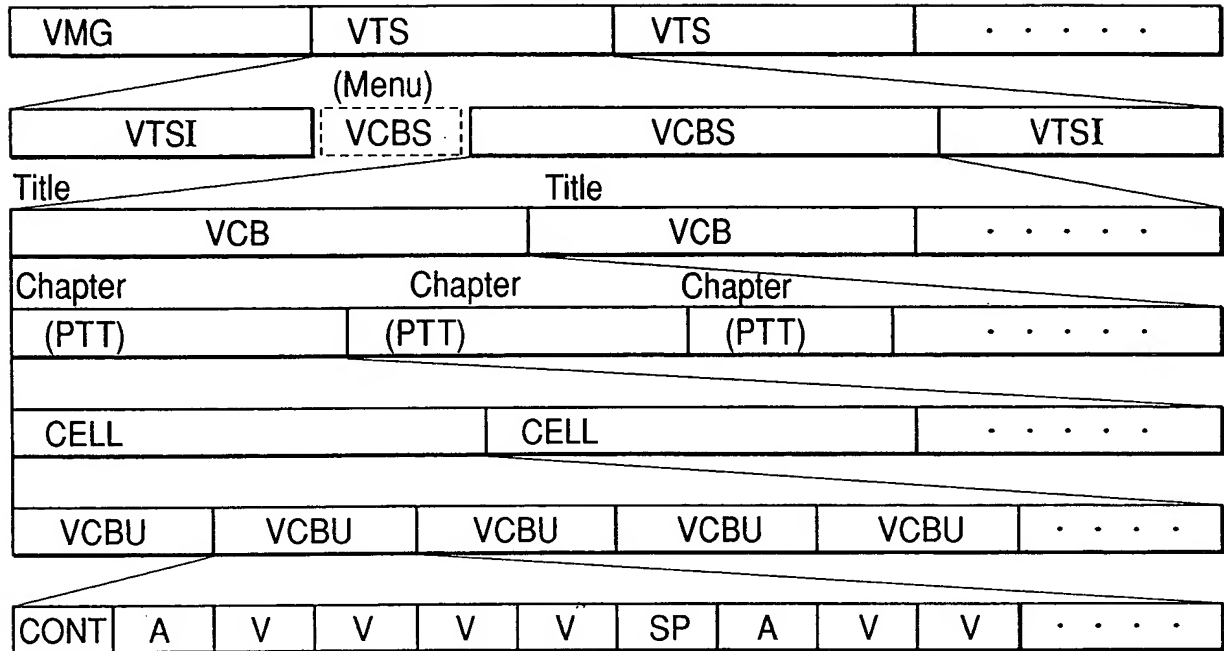 VMG VTS VTS . . . . .
(Menu)
VTSI VCBS VCBS VTSI
Title Title
VCB VCB . . . . .
Chapter Chapter Chapter
(PTT) (PTT) (PTT) . . . . .
CELL CELL . . . . .
VCBU VCBU VCBU VCBU VCBU . . . .
CONT A V V V V SP A V V . . . .